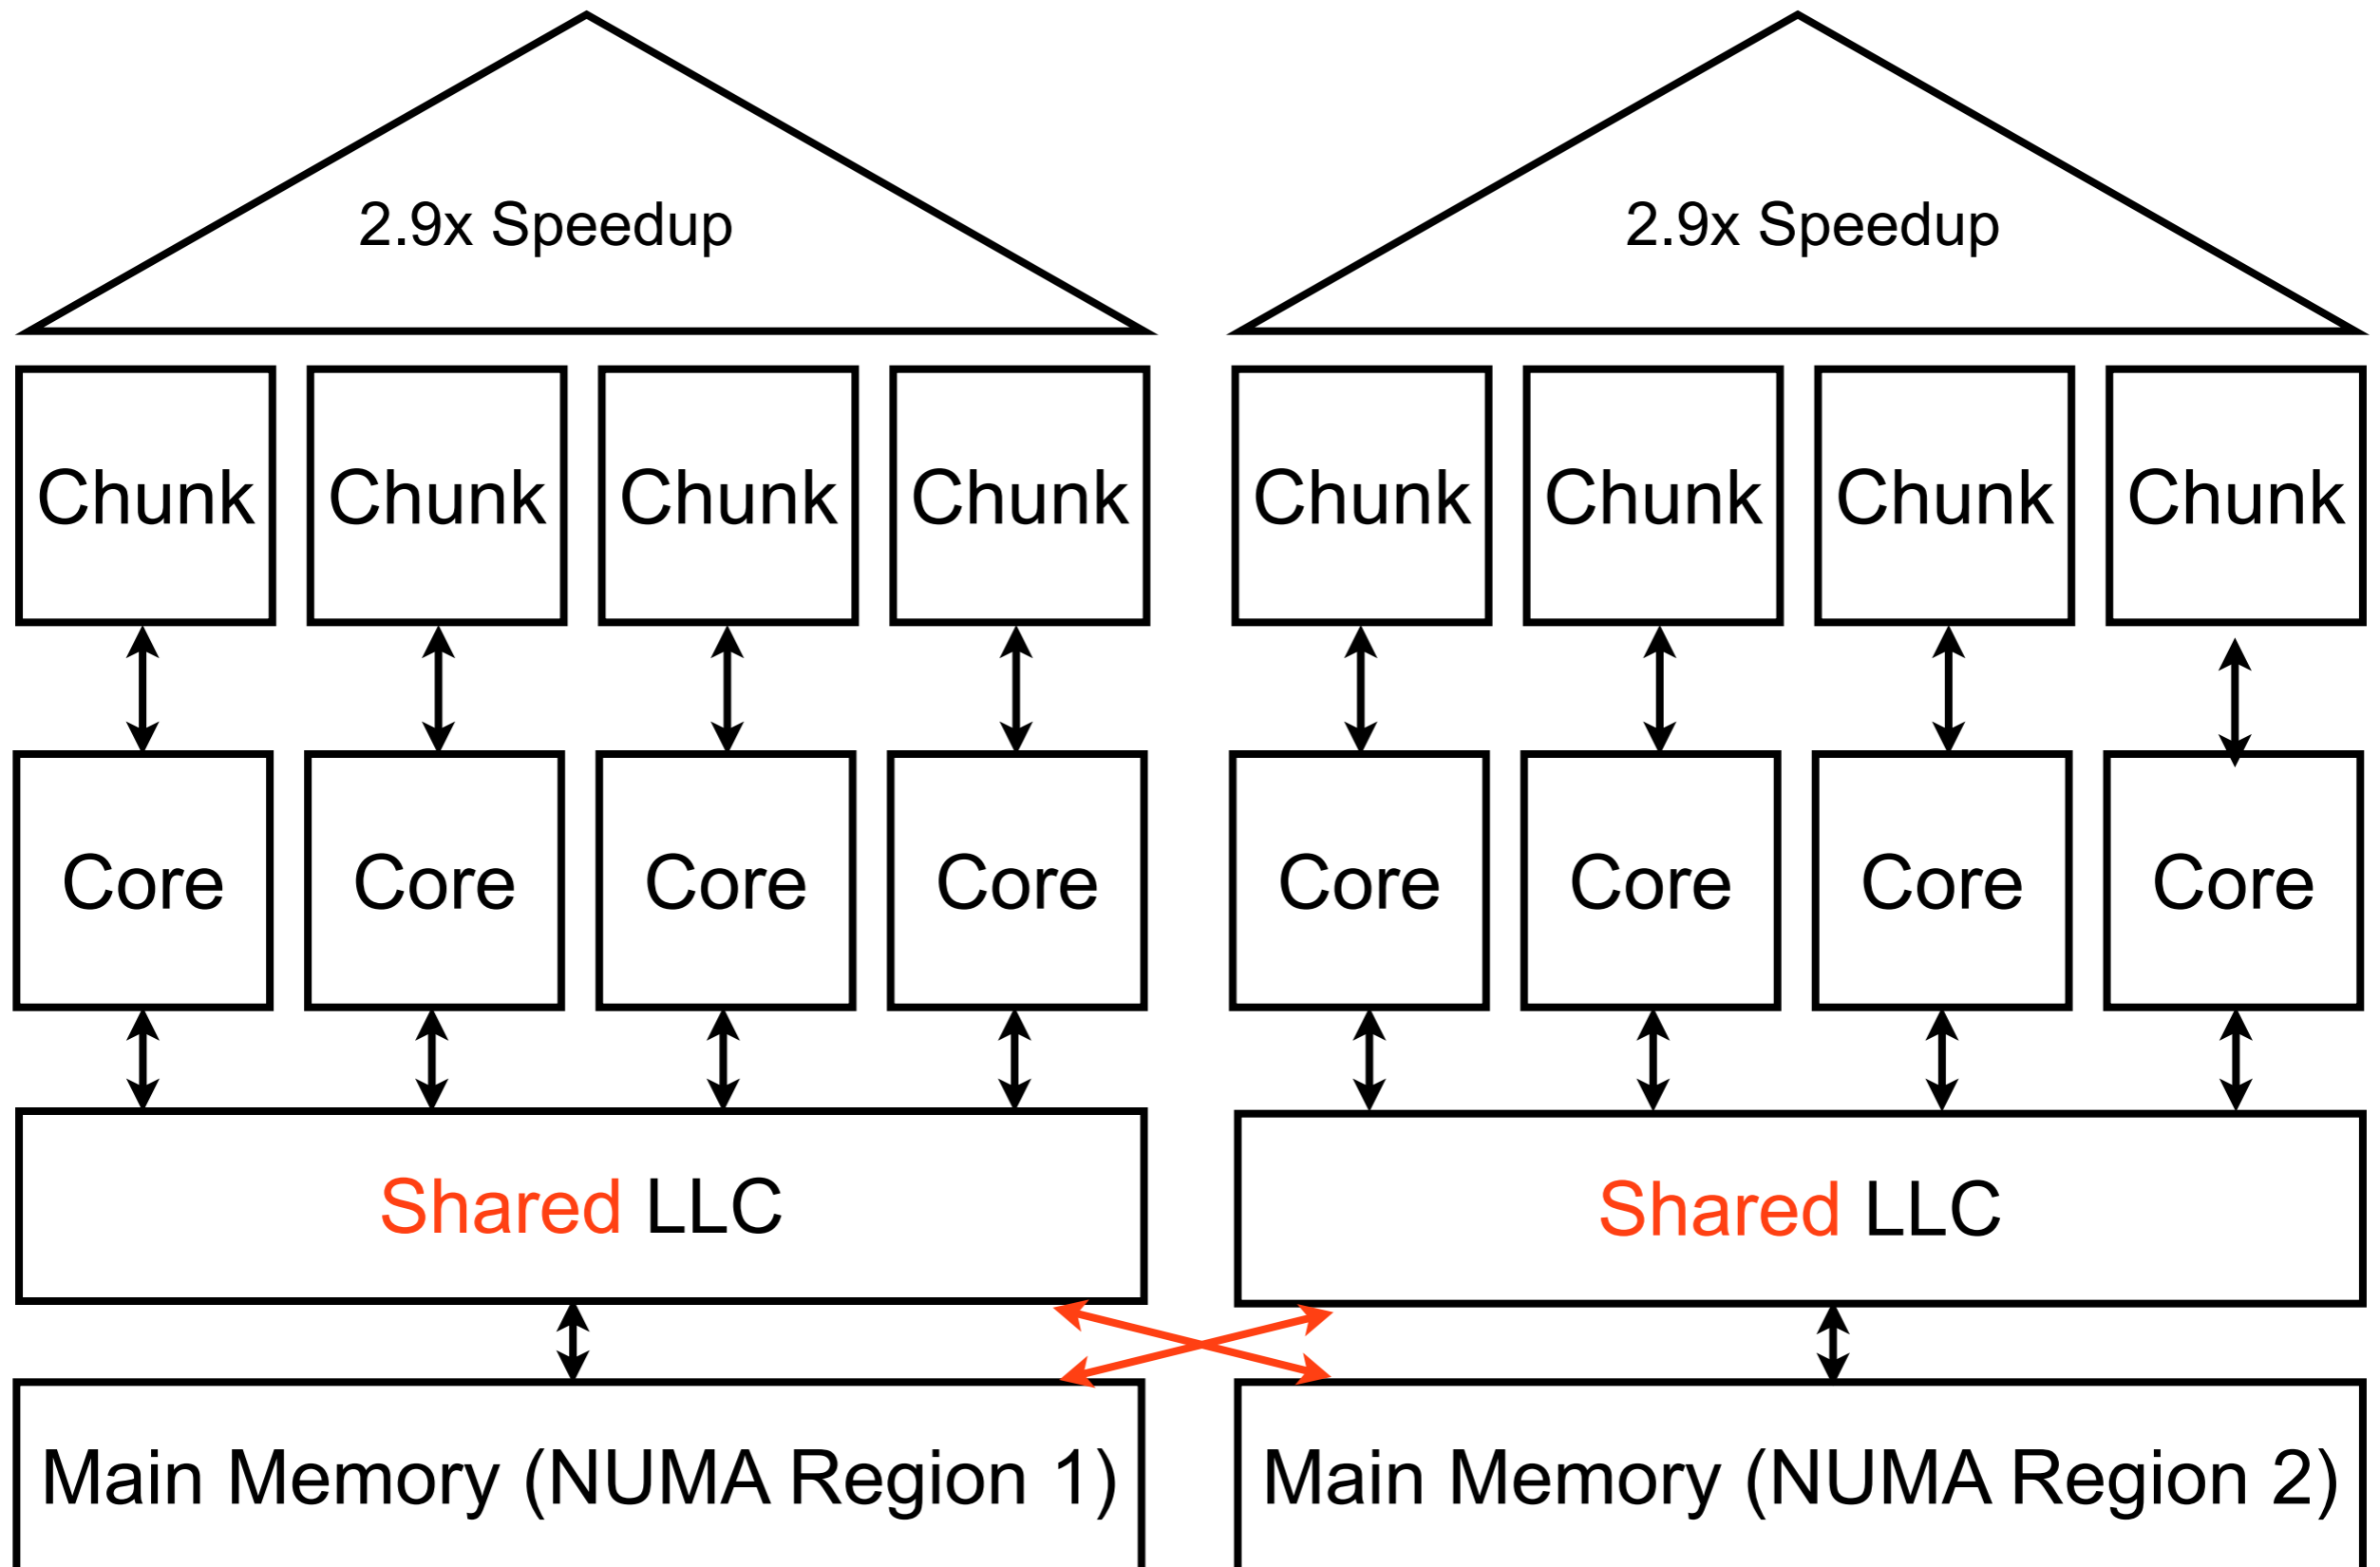 2.9x Speedup
2.9x Speedup
Chunk
Chunk
Chunk
Chunk
Chunk
Chunk
Chunk
Chunk
Core
Core
Core
Core
Core
Core
Core
Core
Shared LLC
Shared LLC
Main Memory (NUMA Region 1)
Main Memory (NUMA Region 2)